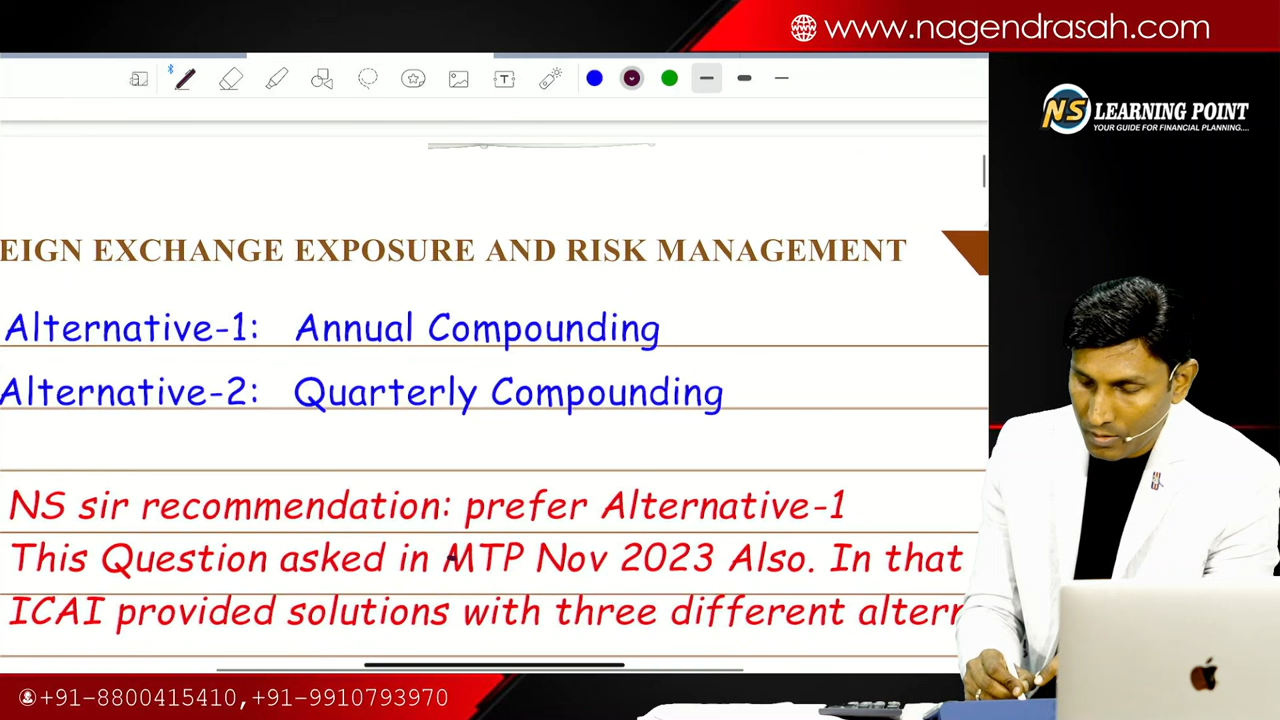 www.nagendrasah.com
T
NS LEARNING POINT
YOUR GUIDE FOR FINANCIAL PLANNING....
EIGN EXCHANGE EXPOSURE AND RISK MANAGEMENT
Alternative-1: Annual Compounding
Alternative-2: Quarterly Compounding
NS sir recommendation: prefer Alternative-1
This Question asked in MTP Nov 2023 Also. In that
ICAI provided solutions with three different altern
+91-8800415410,+91-9910793970